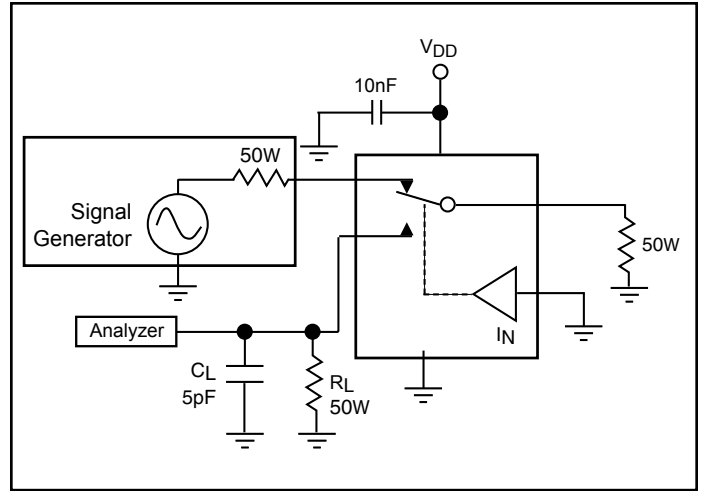 VDD
10nF
50W
Signal
Generator
50W
IN
Analyzer
CL
5pF
RL
50W